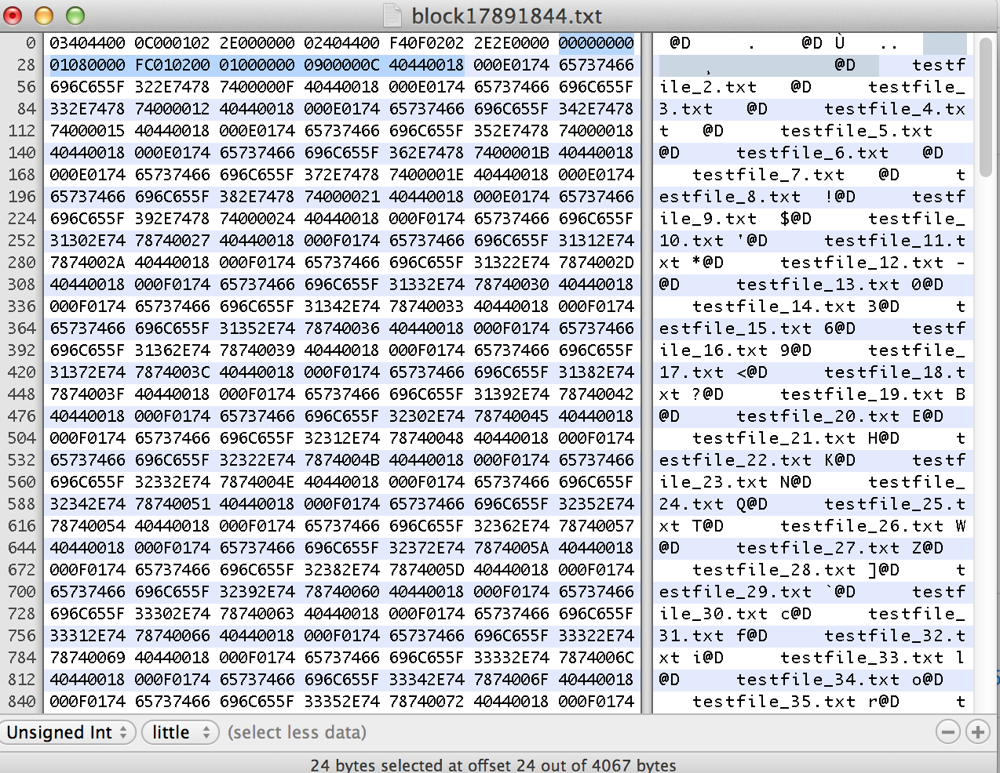 block17891844.txt
0 03404400 0C000102 2E000000 02404400 F40F0202 2E2E0000 00000000 @D . @D Ù ..
28 01080000 FC010200 01000000 0900000C 40440018 000E0174 65737466 ¸ @D testf
56 696C655F 322E7478 7400000F 40440018 000E0174 65737466 696C655F ile_2.txt @D testfile_
84 332E7478 74000012 40440018 000E0174 65737466 696C655F 342E7478 3.txt @D testfile_4.tx
112 74000015 40440018 000E0174 65737466 696C655F 352E7478 74000018 t @D testfile_5.txt
140 40440018 000E0174 65737466 696C655F 362E7478 7400001B 40440018 @D testfile_6.txt @D
168 000E0174 65737466 696C655F 372E7478 7400001E 40440018 000E0174 testfile_7.txt @D t
196 65737466 696C655F 382E7478 74000021 40440018 000E0174 65737466 estfile_8.txt !@D testf
224 696C655F 392E7478 74000024 40440018 000F0174 65737466 696C655F ile_9.txt $@D testfile_
252 31302E74 78740027 40440018 000F0174 65737466 696C655F 31312E74 10.txt '@D testfile_11.t
280 7874002A 40440018 000F0174 65737466 696C655F 31322E74 7874002D xt *@D testfile_12.txt -
308 40440018 000F0174 65737466 696C655F 31332E74 78740030 40440018 @D testfile_13.txt 0@D
336 000F0174 65737466 696C655F 31342E74 78740033 40440018 000F0174 testfile_14.txt 3@D t
364 65737466 696C655F 31352E74 78740036 40440018 000F0174 65737466 estfile_15.txt 6@D testf
392 696C655F 31362E74 78740039 40440018 000F0174 65737466 696C655F ile_16.txt 9@D testfile_
420 31372E74 7874003C 40440018 000F0174 65737466 696C655F 31382E74 17.txt <@D testfile_18.t
448 7874003F 40440018 000F0174 65737466 696C655F 31392E74 78740042 xt ?@D testfile_19.txt B
476 40440018 000F0174 65737466 696C655F 32302E74 78740045 40440018 @D testfile_20.txt E@D
504 000F0174 65737466 696C655F 32312E74 78740048 40440018 000F0174 testfile_21.txt H@D t
532 65737466 696C655F 32322E74 7874004B 40440018 000F0174 65737466 estfile_22.txt K@D testf
560 696C655F 32332E74 7874004E 40440018 000F0174 65737466 696C655F ile_23.txt N@D testfile_
588 32342E74 78740051 40440018 000F0174 65737466 696C655F 32352E74 24.txt Q@D testfile_25.t
616 78740054 40440018 000F0174 65737466 696C655F 32362E74 78740057 xt T@D testfile_26.txt W
644 40440018 000F0174 65737466 696C655F 32372E74 7874005A 40440018 @D testfile_27.txt Z@D
672 000F0174 65737466 696C655F 32382E74 7874005D 40440018 000F0174 testfile_28.txt ]@D t
700 65737466 696C655F 32392E74 78740060 40440018 000F0174 65737466 estfile_29.txt `@D testf
728 696C655F 33302E74 78740063 40440018 000F0174 65737466 696C655F ile_30.txt c@D testfile_
756 33312E74 78740066 40440018 000F0174 65737466 696C655F 33322E74 31.txt f@D testfile_32.t
784 78740069 40440018 000F0174 65737466 696C655F 33332E74 7874006C xt i@D testfile_33.txt l
812 40440018 000F0174 65737466 696C655F 33342E74 7874006F 40440018 @D testfile_34.txt o@D
840 000F0174 65737466 696C655F 33352E74 78740072 40440018 000F0174 testfile_35.txt r@D t
Unsigned Int little (select less data)
24 bytes selected at offset 24 out of 4067 bytes